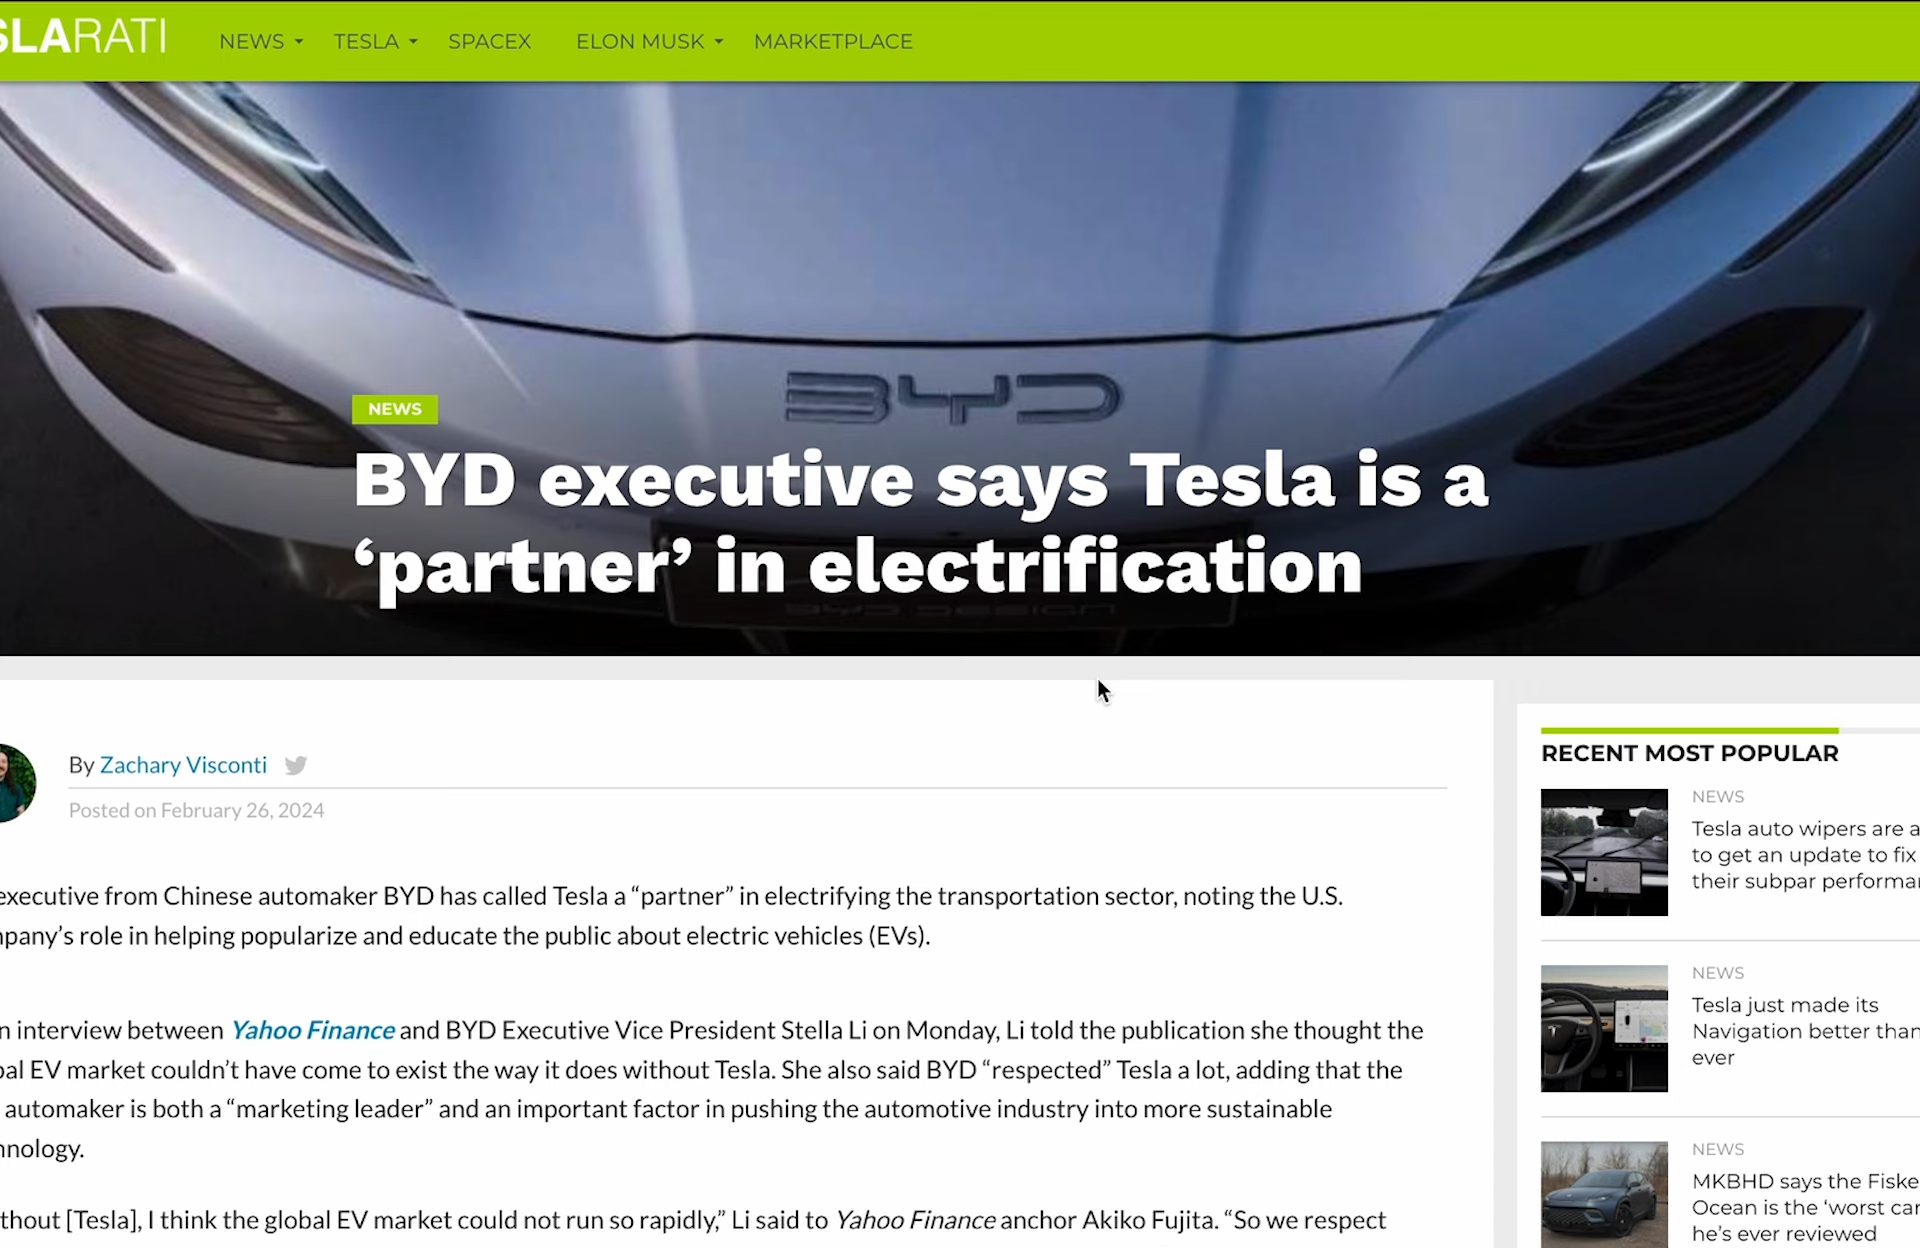 SLARATI
NEWS
TESLA
SPACEX
ELON MUSK
MARKETPLACE
BYD
NEWS
BYD executive says Tesla is a
‘partner’ in electrification
BYD DESIGN
By Zachary Visconti
Posted on February 26, 2024
executive from Chinese automaker BYD has called Tesla a “partner” in electrifying the transportation sector, noting the U.S.
mpany’s role in helping popularize and educate the public about electric vehicles (EVs).
n interview between Yahoo Finance and BYD Executive Vice President Stella Li on Monday, Li told the publication she thought the
bal EV market couldn’t have come to exist the way it does without Tesla. She also said BYD “respected” Tesla a lot, adding that the
automaker is both a “marketing leader” and an important factor in pushing the automotive industry into more sustainable
hnology.
thout [Tesla], I think the global EV market could not run so rapidly,” Li said to Yahoo Finance anchor Akiko Fujita. “So we respect
RECENT MOST POPULAR
NEWS
Tesla auto wipers are a
to get an update to fix
their subpar performan
NEWS
Tesla just made its
Navigation better than
ever
NEWS
MKBHD says the Fiske
Ocean is the ‘worst car
he’s ever reviewed